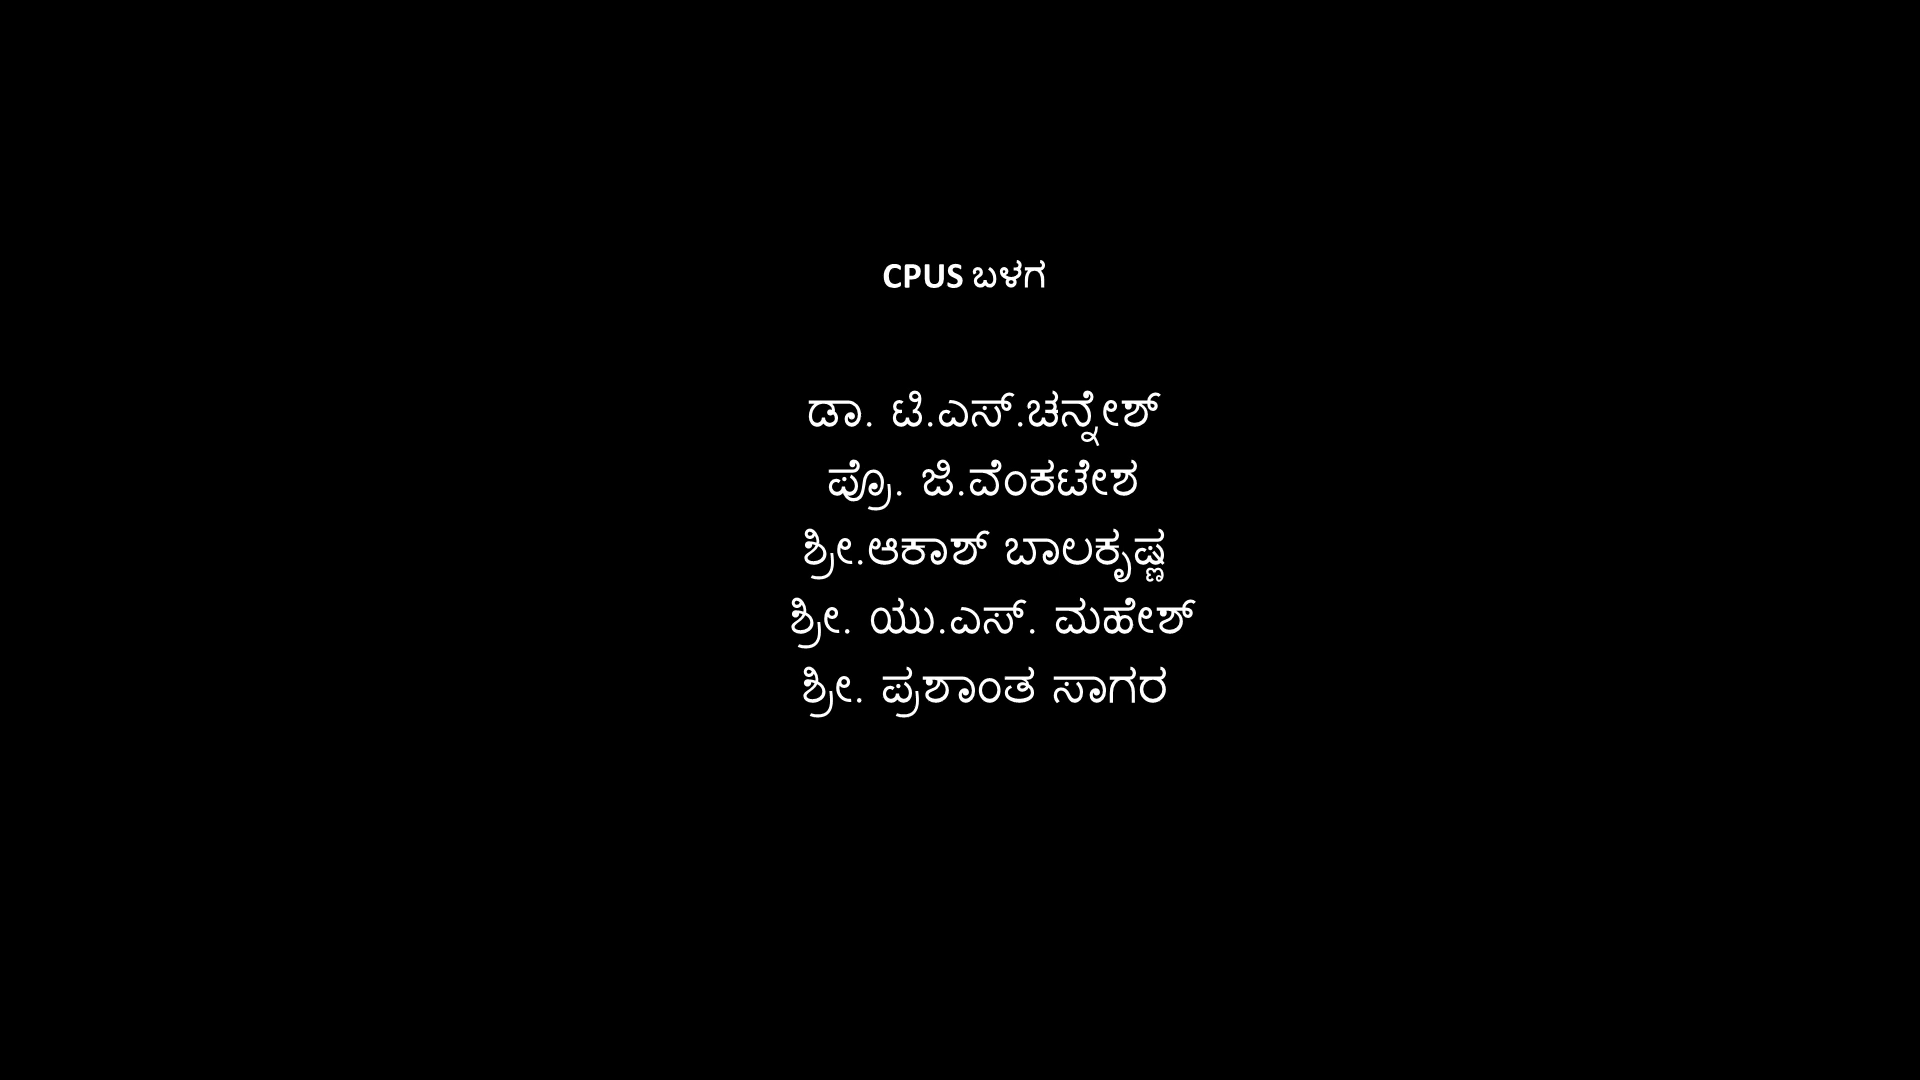 CPUS ಬಳಗ
ಡಾ. ಟಿ.ಎಸ್.ಚನ್ನೇಶ್
ಪ್ರೊ. ಜಿ.ವೆಂಕಟೇಶ
ಶ್ರೀ.ಆಕಾಶ್ ಬಾಲಕೃಷ್ಣ
ಶ್ರೀ. ಯು.ಎಸ್. ಮಹೇಶ್
ಶ್ರೀ. ಪ್ರಶಾಂತ ಸಾಗರ